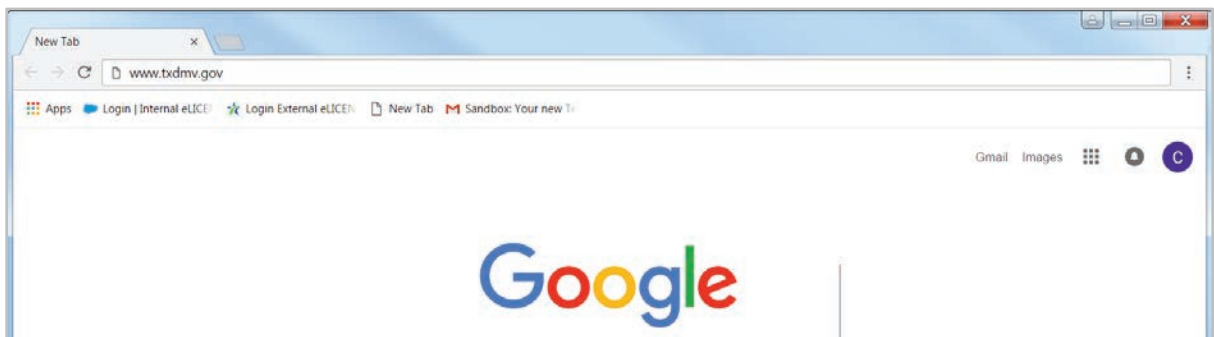 New Tab
www.txdmv.gov
Apps Login | Internal eLICE Login External eLICEN New Tab Sandbox: Your new T
Gmail Images C
Google